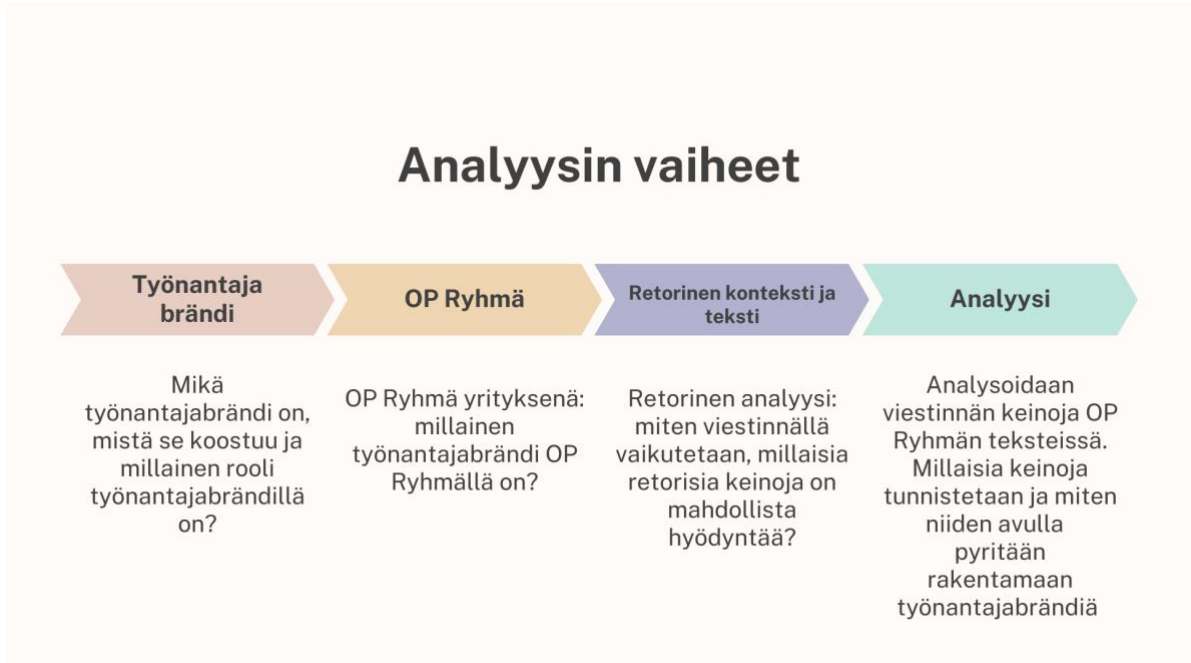 Analyysin vaiheet
Työnantaja
brändi
Mikä
työnantajabrändi on,
mistä se koostuu ja
millainen rooli
työnantajabrändillä
on?
OP Ryhmä
OP Ryhmä yrityksenä:
millainen
työnantajabrändi OP
Ryhmällä on?
Retorinen konteksti ja
teksti
Retorinen analyysi:
miten viestinnällä
vaikutetaan, millaisia
retorisia keinoja on
mahdollista
hyödyntää?
Analyysi
Analysoidaan
viestinnän keinoja OP
Ryhmän teksteissä.
Millaisia keinoja
tunnistetaan ja miten
niiden avulla
pyritään
rakentamaan
työnantajabrändiä